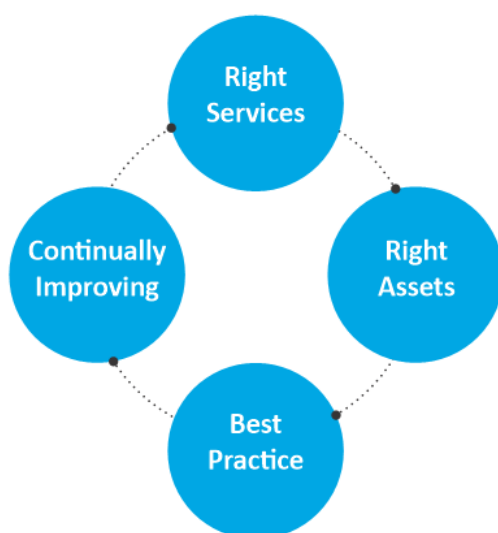 Right
Services
Right
Assets
Best
Practice
Continually
Improving